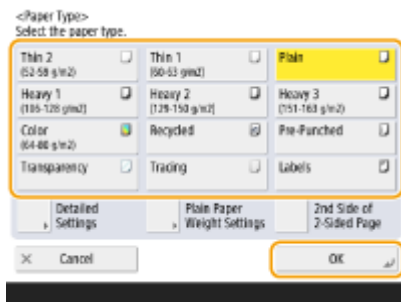 <Paper Type>
Select the paper type.
Thin 2
(52-59 g/m2)
Thin 1
(60-63 g/m2)
Plain
Heavy 1
(106-128 g/m2)
Heavy 2
(129-150 g/m2)
Heavy 3
(151-163 g/m2)
Color
(64-80 g/m2)
Recycled
Pre-Punched
Transparency
Tracing
Labels
Detailed
Settings
Plain Paper
Weight Settings
2nd Side of
2-Sided Page
Cancel
OK